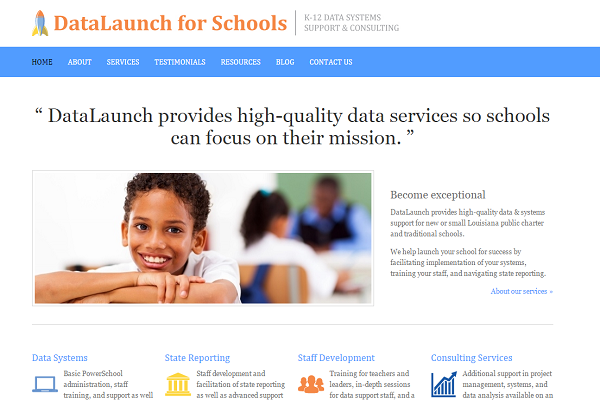 DataLaunch for Schools
K-12 DATA SYSTEMS
SUPPORT & CONSULTING
HOME ABOUT SERVICES TESTIMONIALS RESOURCES BLOG CONTACT US
“ DataLaunch provides high-quality data services so schools
can focus on their mission. ”
Become exceptional
DataLaunch provides high-quality data & systems
support for new or small Louisiana public charter
and traditional schools.
We help launch your school for success by
facilitating implementation of your systems,
training your staff, and navigating state reporting.
About our services »
Data Systems
Basic PowerSchool
administration, staff
training, and support as well
State Reporting
Staff development and
facilitation of state reporting
as well as advanced support
Staff Development
Training for teachers and
leaders, in-depth sessions
for data support staff, and a
Consulting Services
Additional support in project
management, systems, and
data analysis available on an